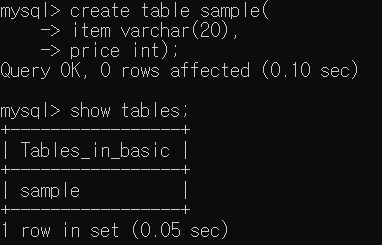 mysql> create table sample(
    -> item varchar(20),
    -> price int);
Query OK, 0 rows affected (0.10 sec)

mysql> show tables;
+-----------------+
| Tables_in_basic |
+-----------------+
| sample          |
+-----------------+
1 row in set (0.05 sec)